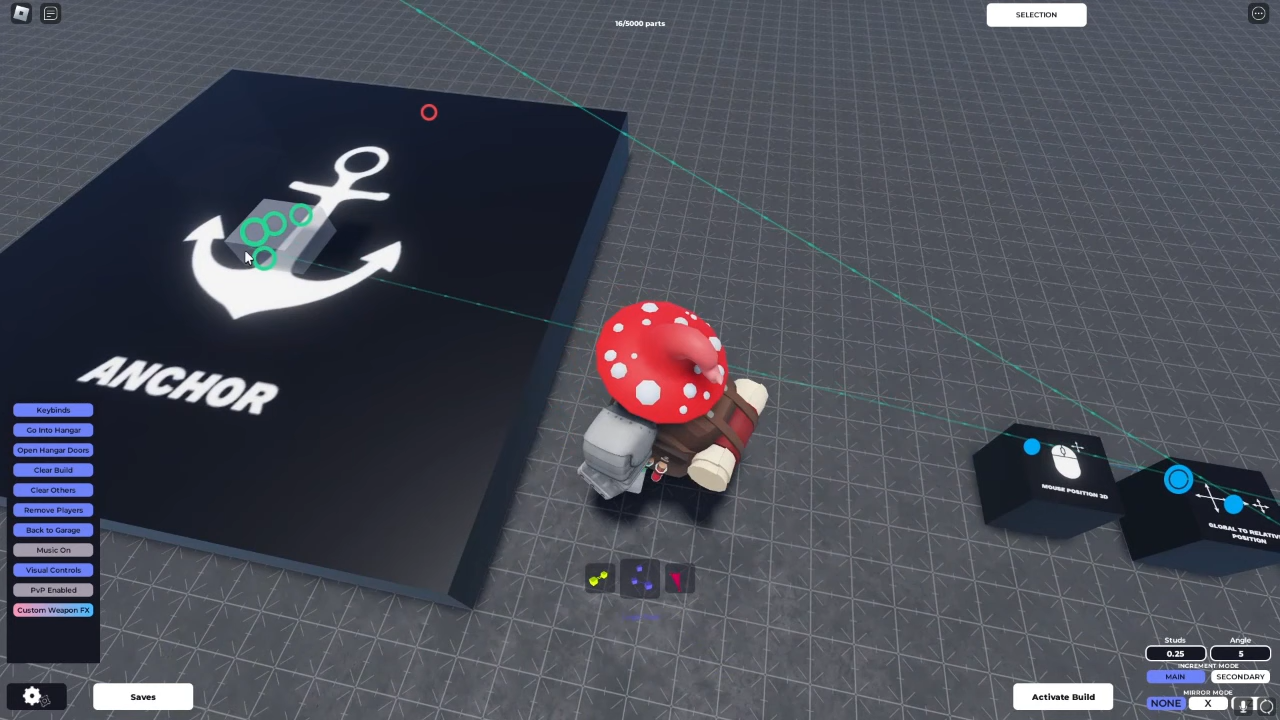 16/5000 parts
SELECTION
ANCHOR
MOUSE POSITION 3D
GLOBAL TO RELATIVE
POSITION
Keybinds
Go Into Hangar
Open Hangar Doors
Clear Build
Clear Others
Remove Players
Back to Garage
Music On
Visual Controls
PvP Enabled
Custom Weapon FX
Saves
Activate Build
Studs
Angle
0.25
5
INCREMENT MODE
MAIN
SECONDARY
MIRROR MODE
NONE
X